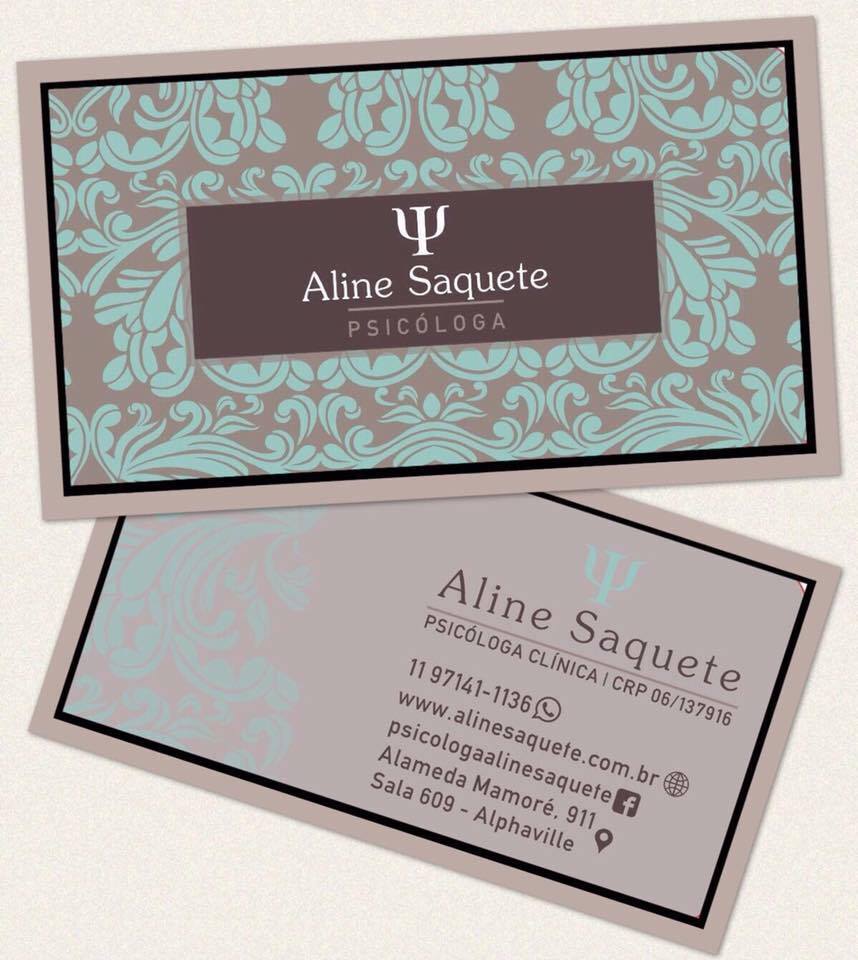 Ψ
Aline Saquete
PSICÓLOGA
Ψ
Aline Saquete
PSICÓLOGA CLÍNICA | CRP 06/137916
11 97141-1136
www.alinesaquete.com.br
psicologaalinesaquete
Alameda Mamoré, 911
Sala 609 - Alphaville